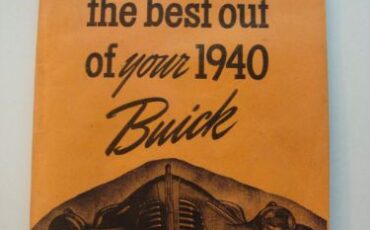 the best out
of your 1940
Buick